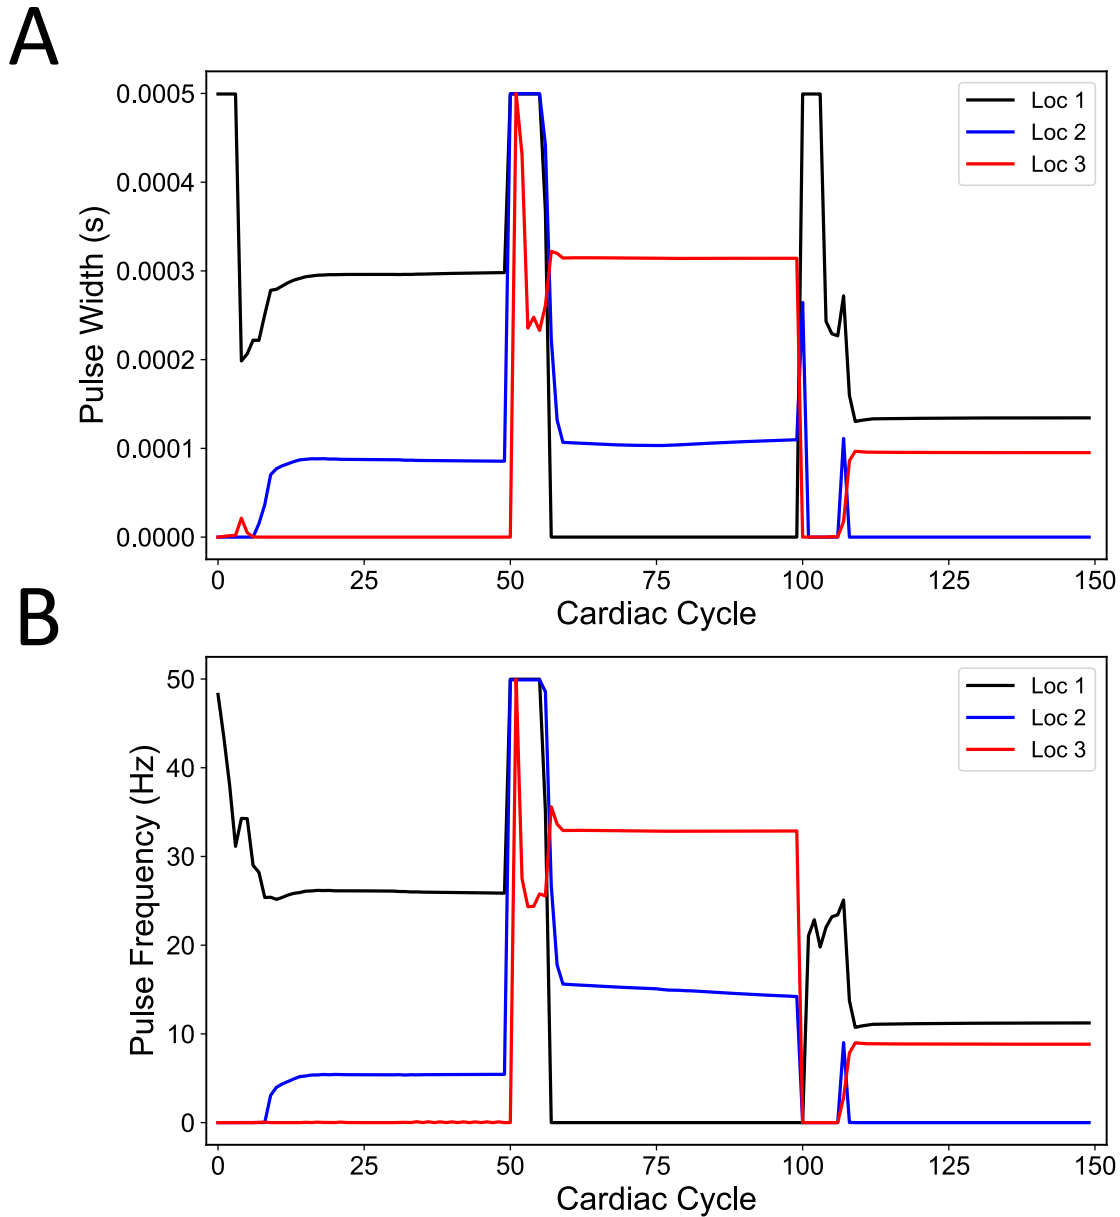 A
0.0005
0.0004
0.0003
0.0002
0.0001
0.0000
Pulse Width (s)
Loc 1
Loc 2
Loc 3
0 25 50 75 100 125 150
Cardiac Cycle
B
50
40
30
20
10
0
Pulse Frequency (Hz)
Loc 1
Loc 2
Loc 3
0 25 50 75 100 125 150
Cardiac Cycle